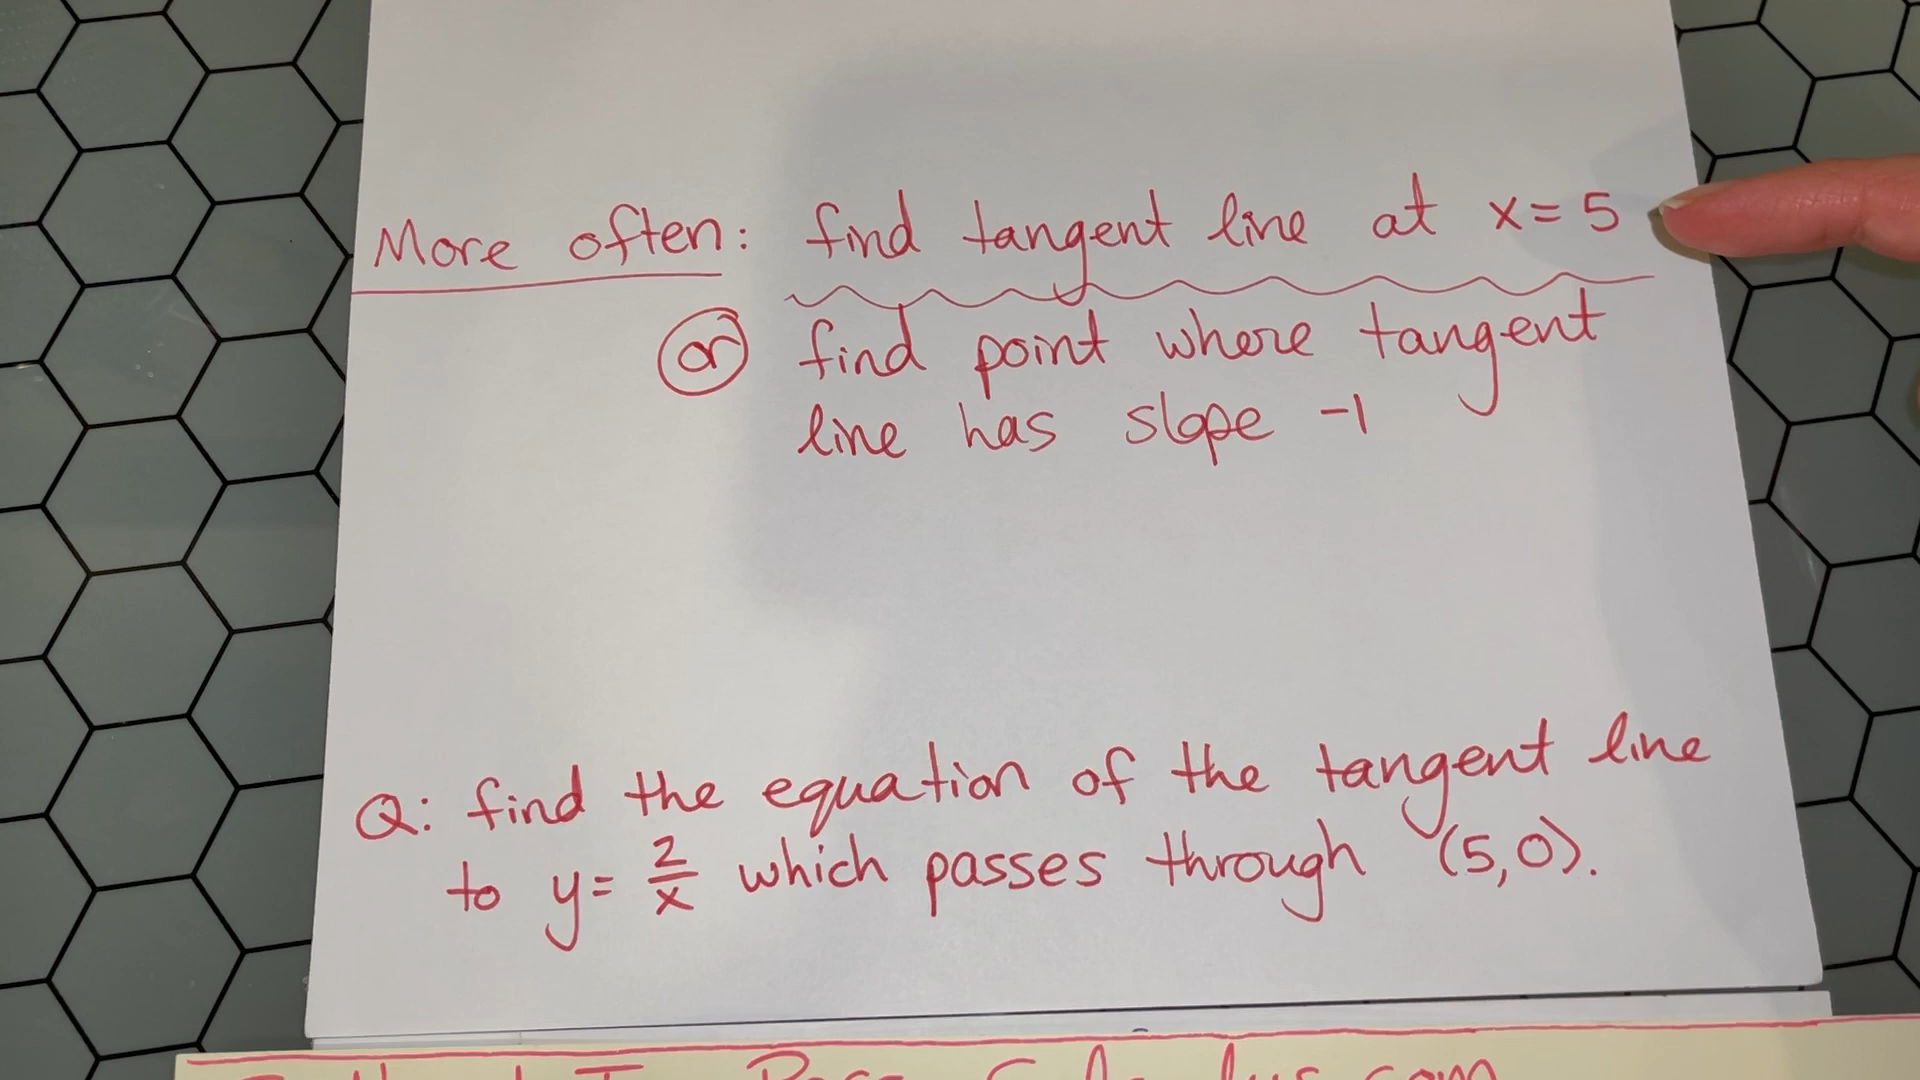 More often: find tangent line at x=5
or find point where tangent
line has slope -1
Q: find the equation of the tangent line
to y= 2/x which passes through (5,0).